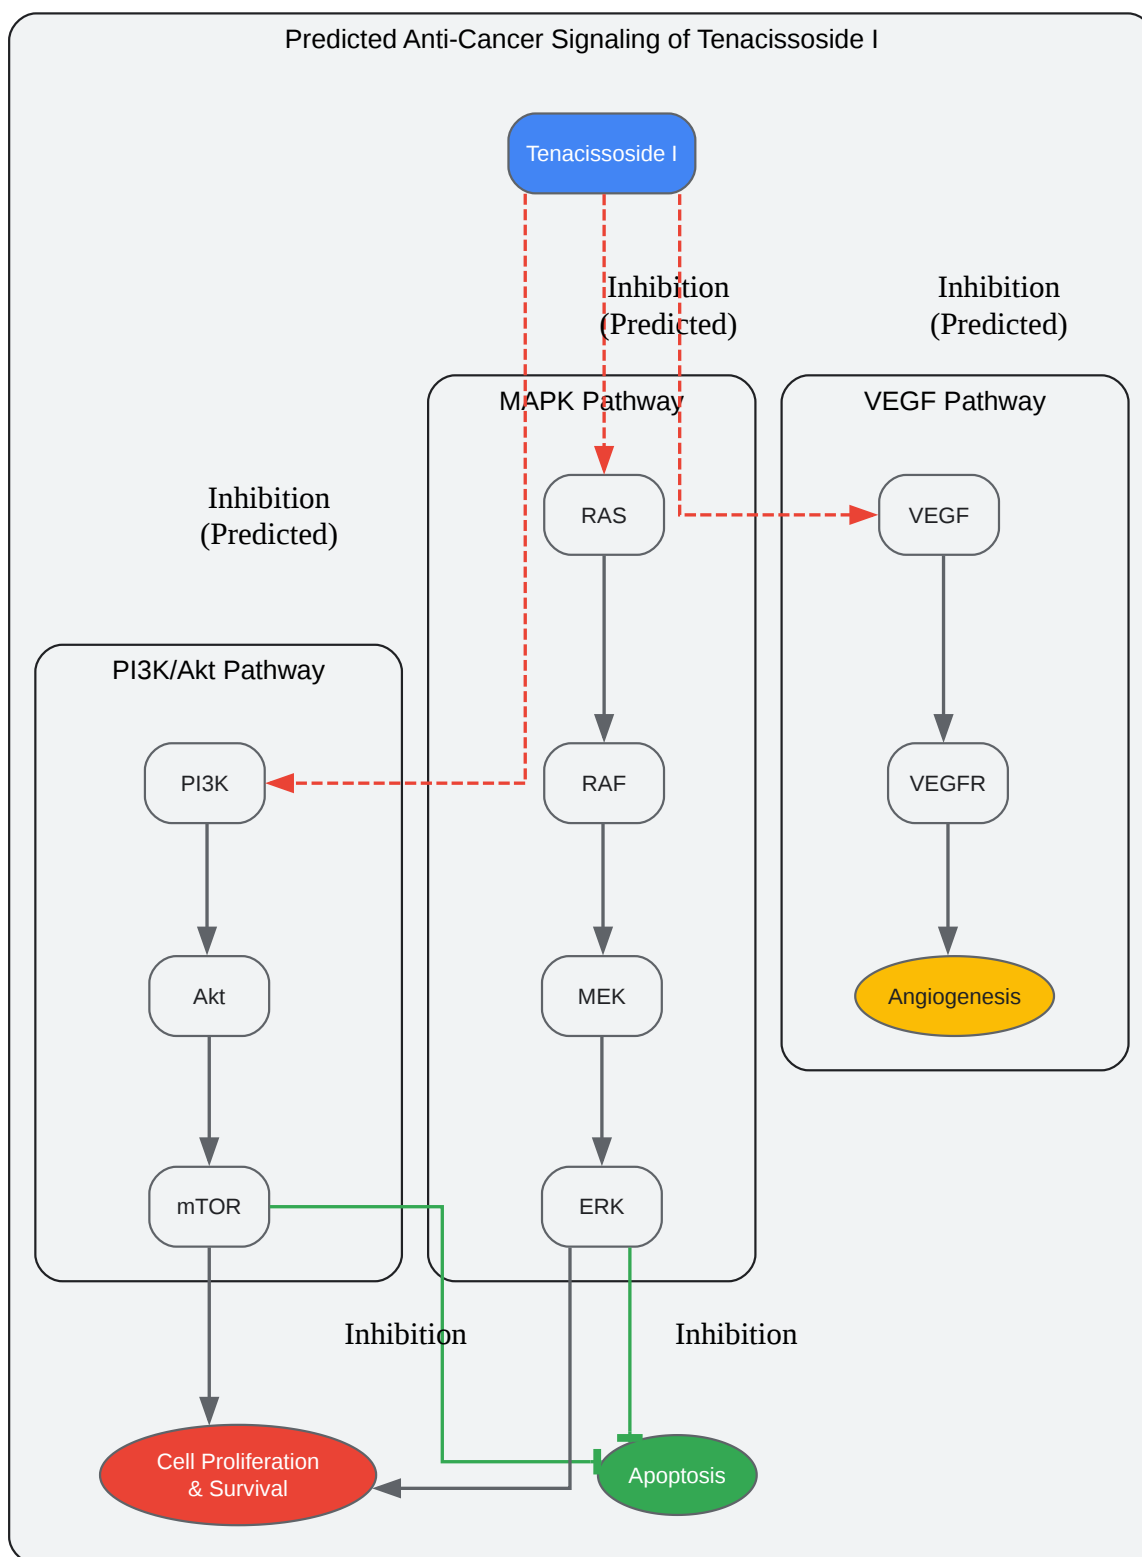 Predicted Anti-Cancer Signaling of Tenacissoside I
Tenacissoside I
Inhibition
(Predicted)
Inhibition
(Predicted)
MAPK Pathway
VEGF Pathway
Inhibition
(Predicted)
RAS
VEGF
PI3K/Akt Pathway
PI3K
RAF
VEGFR
Akt
MEK
Angiogenesis
mTOR
ERK
Inhibition
Inhibition
Cell Proliferation
& Survival
Apoptosis